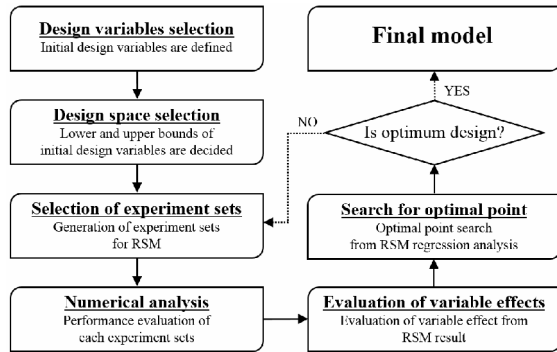 Design variables selection
Initial design variables are defined
Design space selection
Lower and upper bounds of
initial design variables are decided
Selection of experiment sets
Generation of experiment sets
for RSM
Numerical analysis
Performance evaluation of
each experiment sets
Final model
YES
NO
Is optimum design?
Search for optimal point
Optimal point search
from RSM regression analysis
Evaluation of variable effects
Evaluation of variable effect from
RSM result